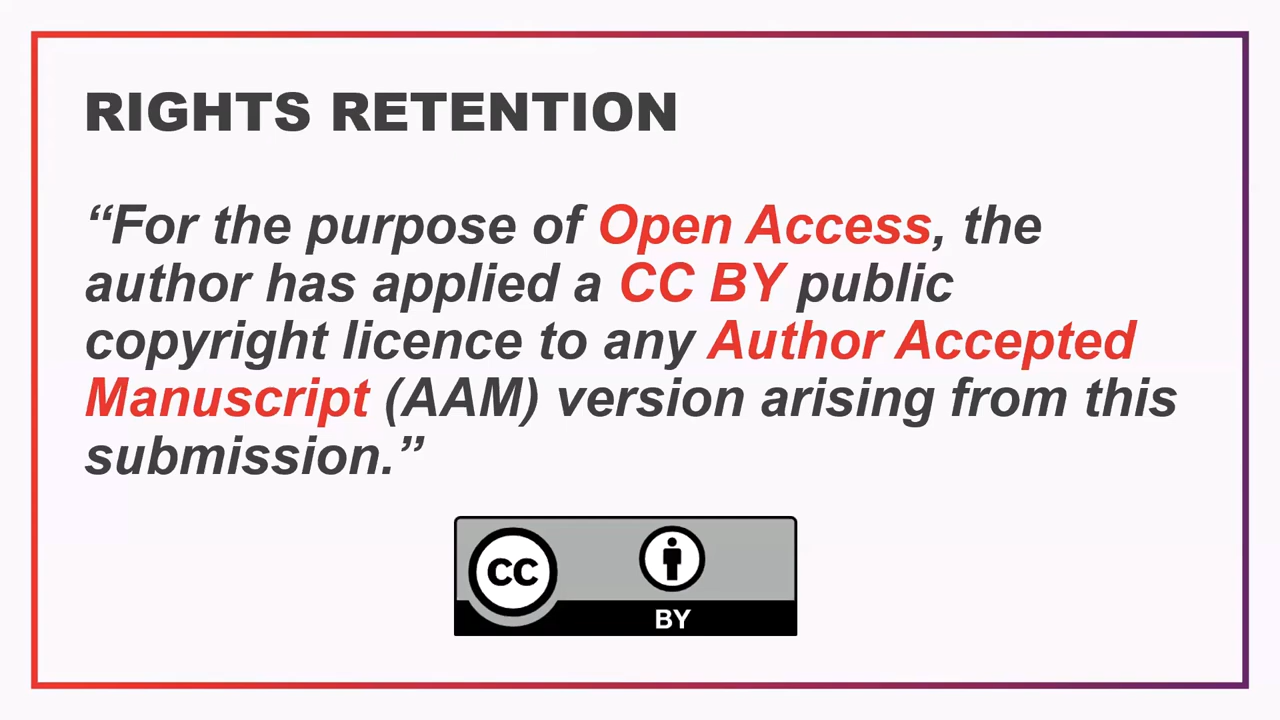 RIGHTS RETENTION
“For the purpose of Open Access, the
author has applied a CC BY public
copyright licence to any Author Accepted
Manuscript (AAM) version arising from this
submission.”
CC
BY